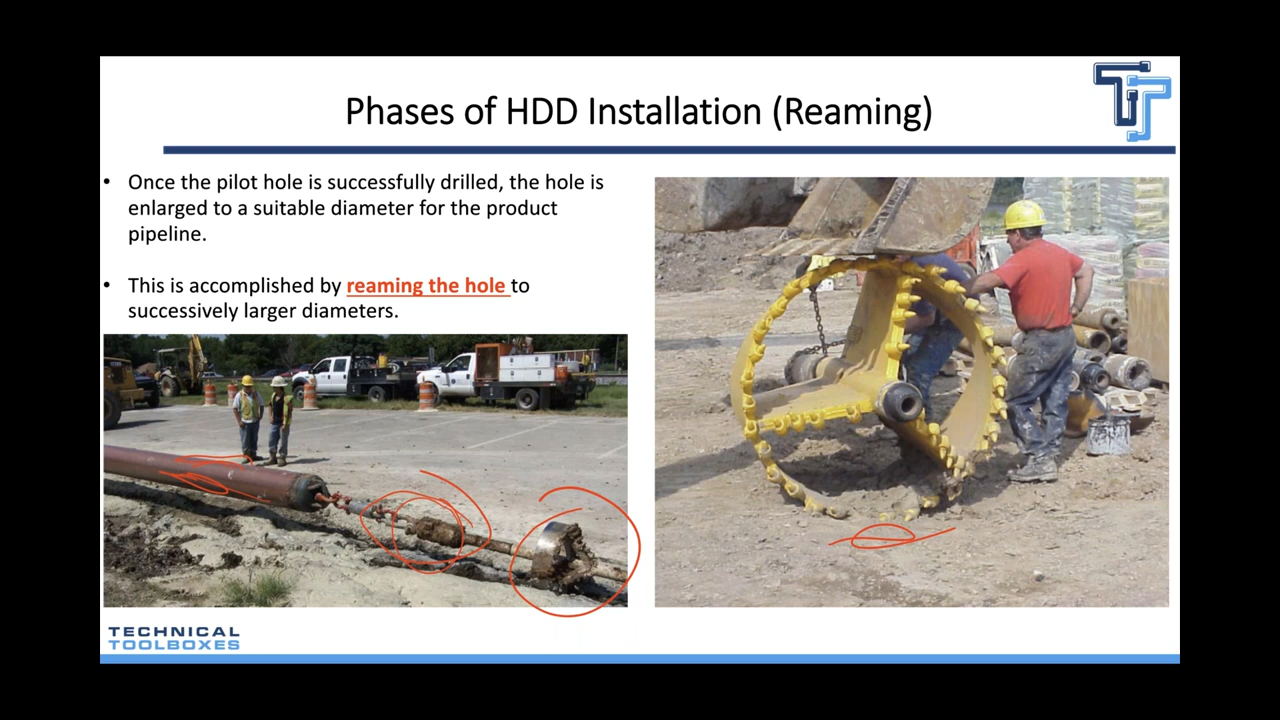 Phases of HDD Installation (Reaming)
• Once the pilot hole is successfully drilled, the hole is
enlarged to a suitable diameter for the product
pipeline.
• This is accomplished by reaming the hole to
successively larger diameters.
TECHNICAL
TOOLBOXES